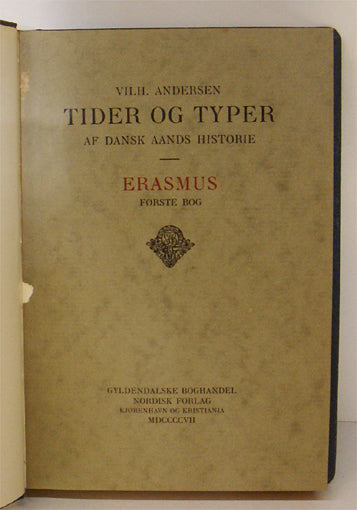 VILH. ANDERSEN
TIDER OG TYPER
AF DANSK AANDS HISTORIE
ERASMUS
FØRSTE BOG
GYLDENDALSKE BOGHANDEL
NORDISK FORLAG
KJØBENHAVN OG KRISTIANIA
MDCCCCVII